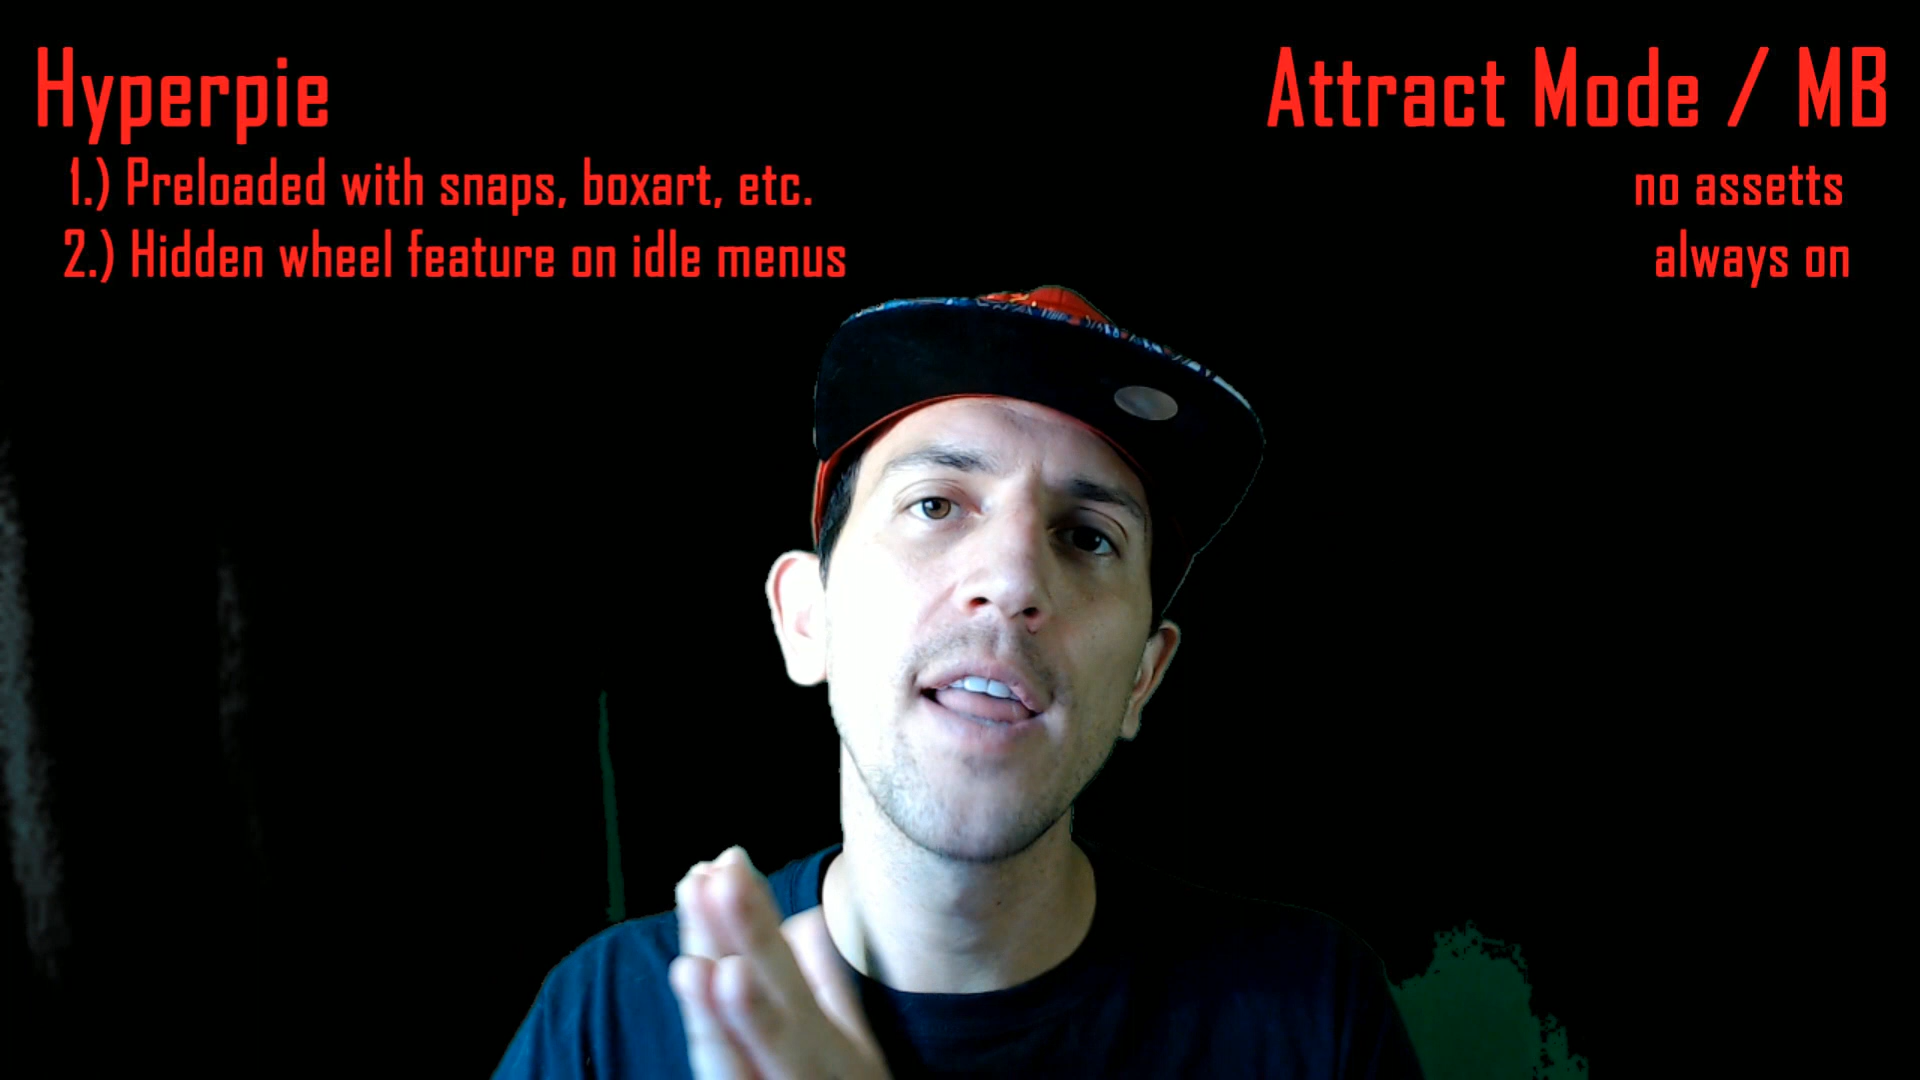 Hyperpie
Attract Mode / MB
1.) Preloaded with snaps, boxart, etc.
no assetts
2.) Hidden wheel feature on idle menus
always on